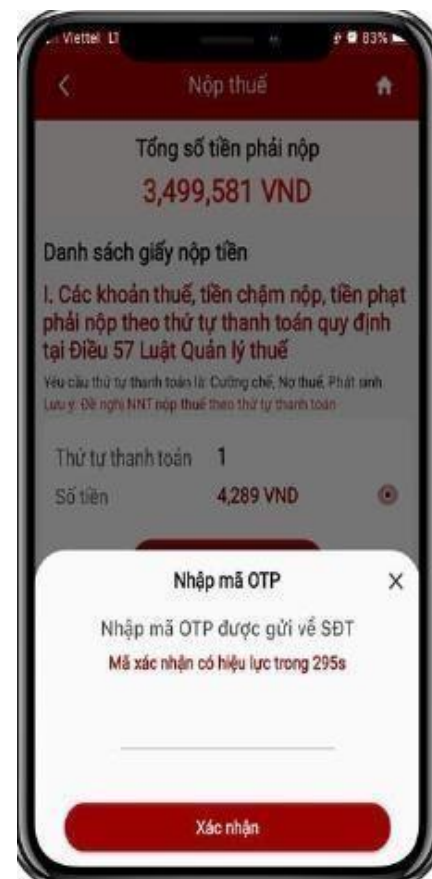 Viettel LT
83%
Nộp thuế
Tổng số tiền phải nộp
3,499,581 VND
Danh sách giấy nộp tiền
I. Các khoản thuế, tiền chậm nộp, tiền phạt
phải nộp theo thứ tự thanh toán quy định
tại Điều 57 Luật Quản lý thuế
Yêu cầu thứ tự thanh toán là: Cưỡng chế, Nợ thuế, Phát sinh
Lưu ý: Đề nghị NNT nộp thuế theo thứ tự thanh toán
Thứ tự thanh toán 1
Số tiền 4,289 VND
Nhập mã OTP
Nhập mã OTP được gửi về SĐT
Mã xác nhận có hiệu lực trong 295s
Xác nhận